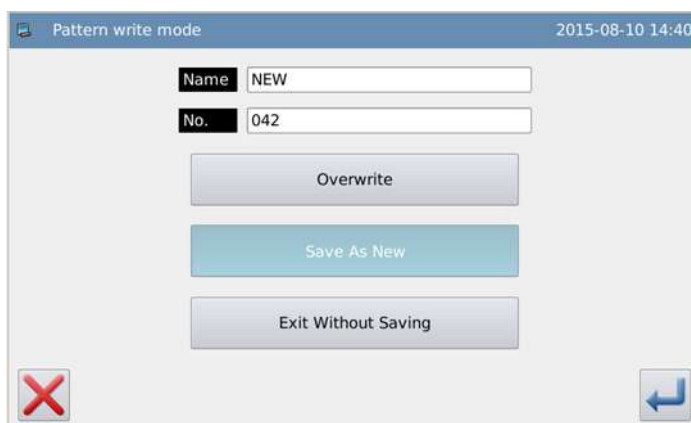 Pattern write mode 2015-08-10 14:40
Name NEW
No. 042
Overwrite
Save As New
Exit Without Saving